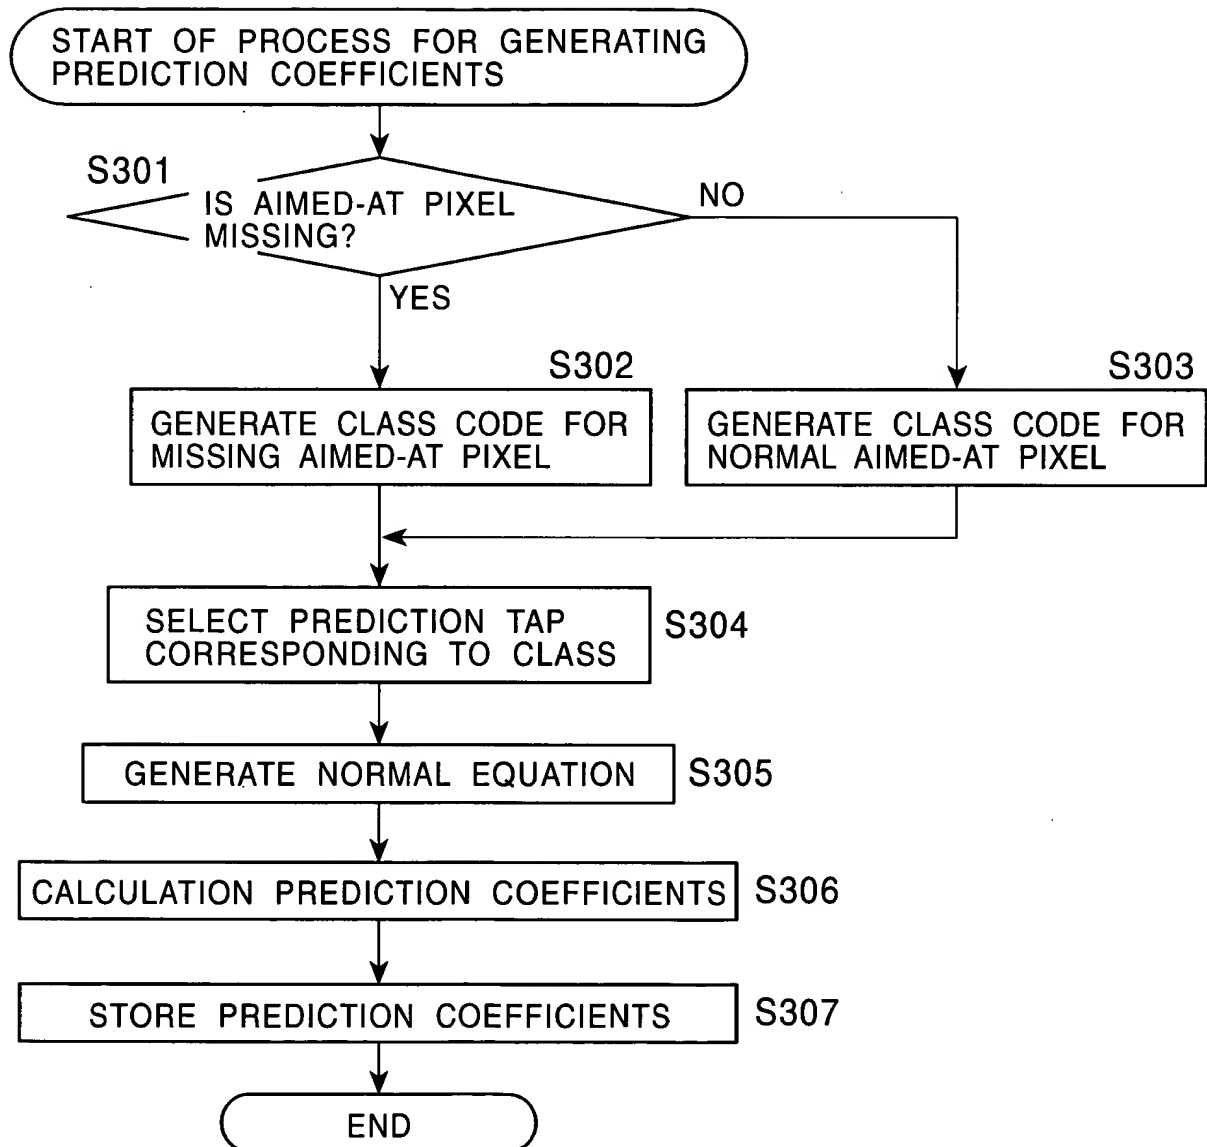 START OF PROCESS FOR GENERATING
PREDICTION COEFFICIENTS
S301
IS AIMED-AT PIXEL
MISSING?
NO
YES
S302
GENERATE CLASS CODE FOR
MISSING AIMED-AT PIXEL
S303
GENERATE CLASS CODE FOR
NORMAL AIMED-AT PIXEL
SELECT PREDICTION TAP
CORRESPONDING TO CLASS
S304
GENERATE NORMAL EQUATION
S305
CALCULATION PREDICTION COEFFICIENTS
S306
STORE PREDICTION COEFFICIENTS
S307
END